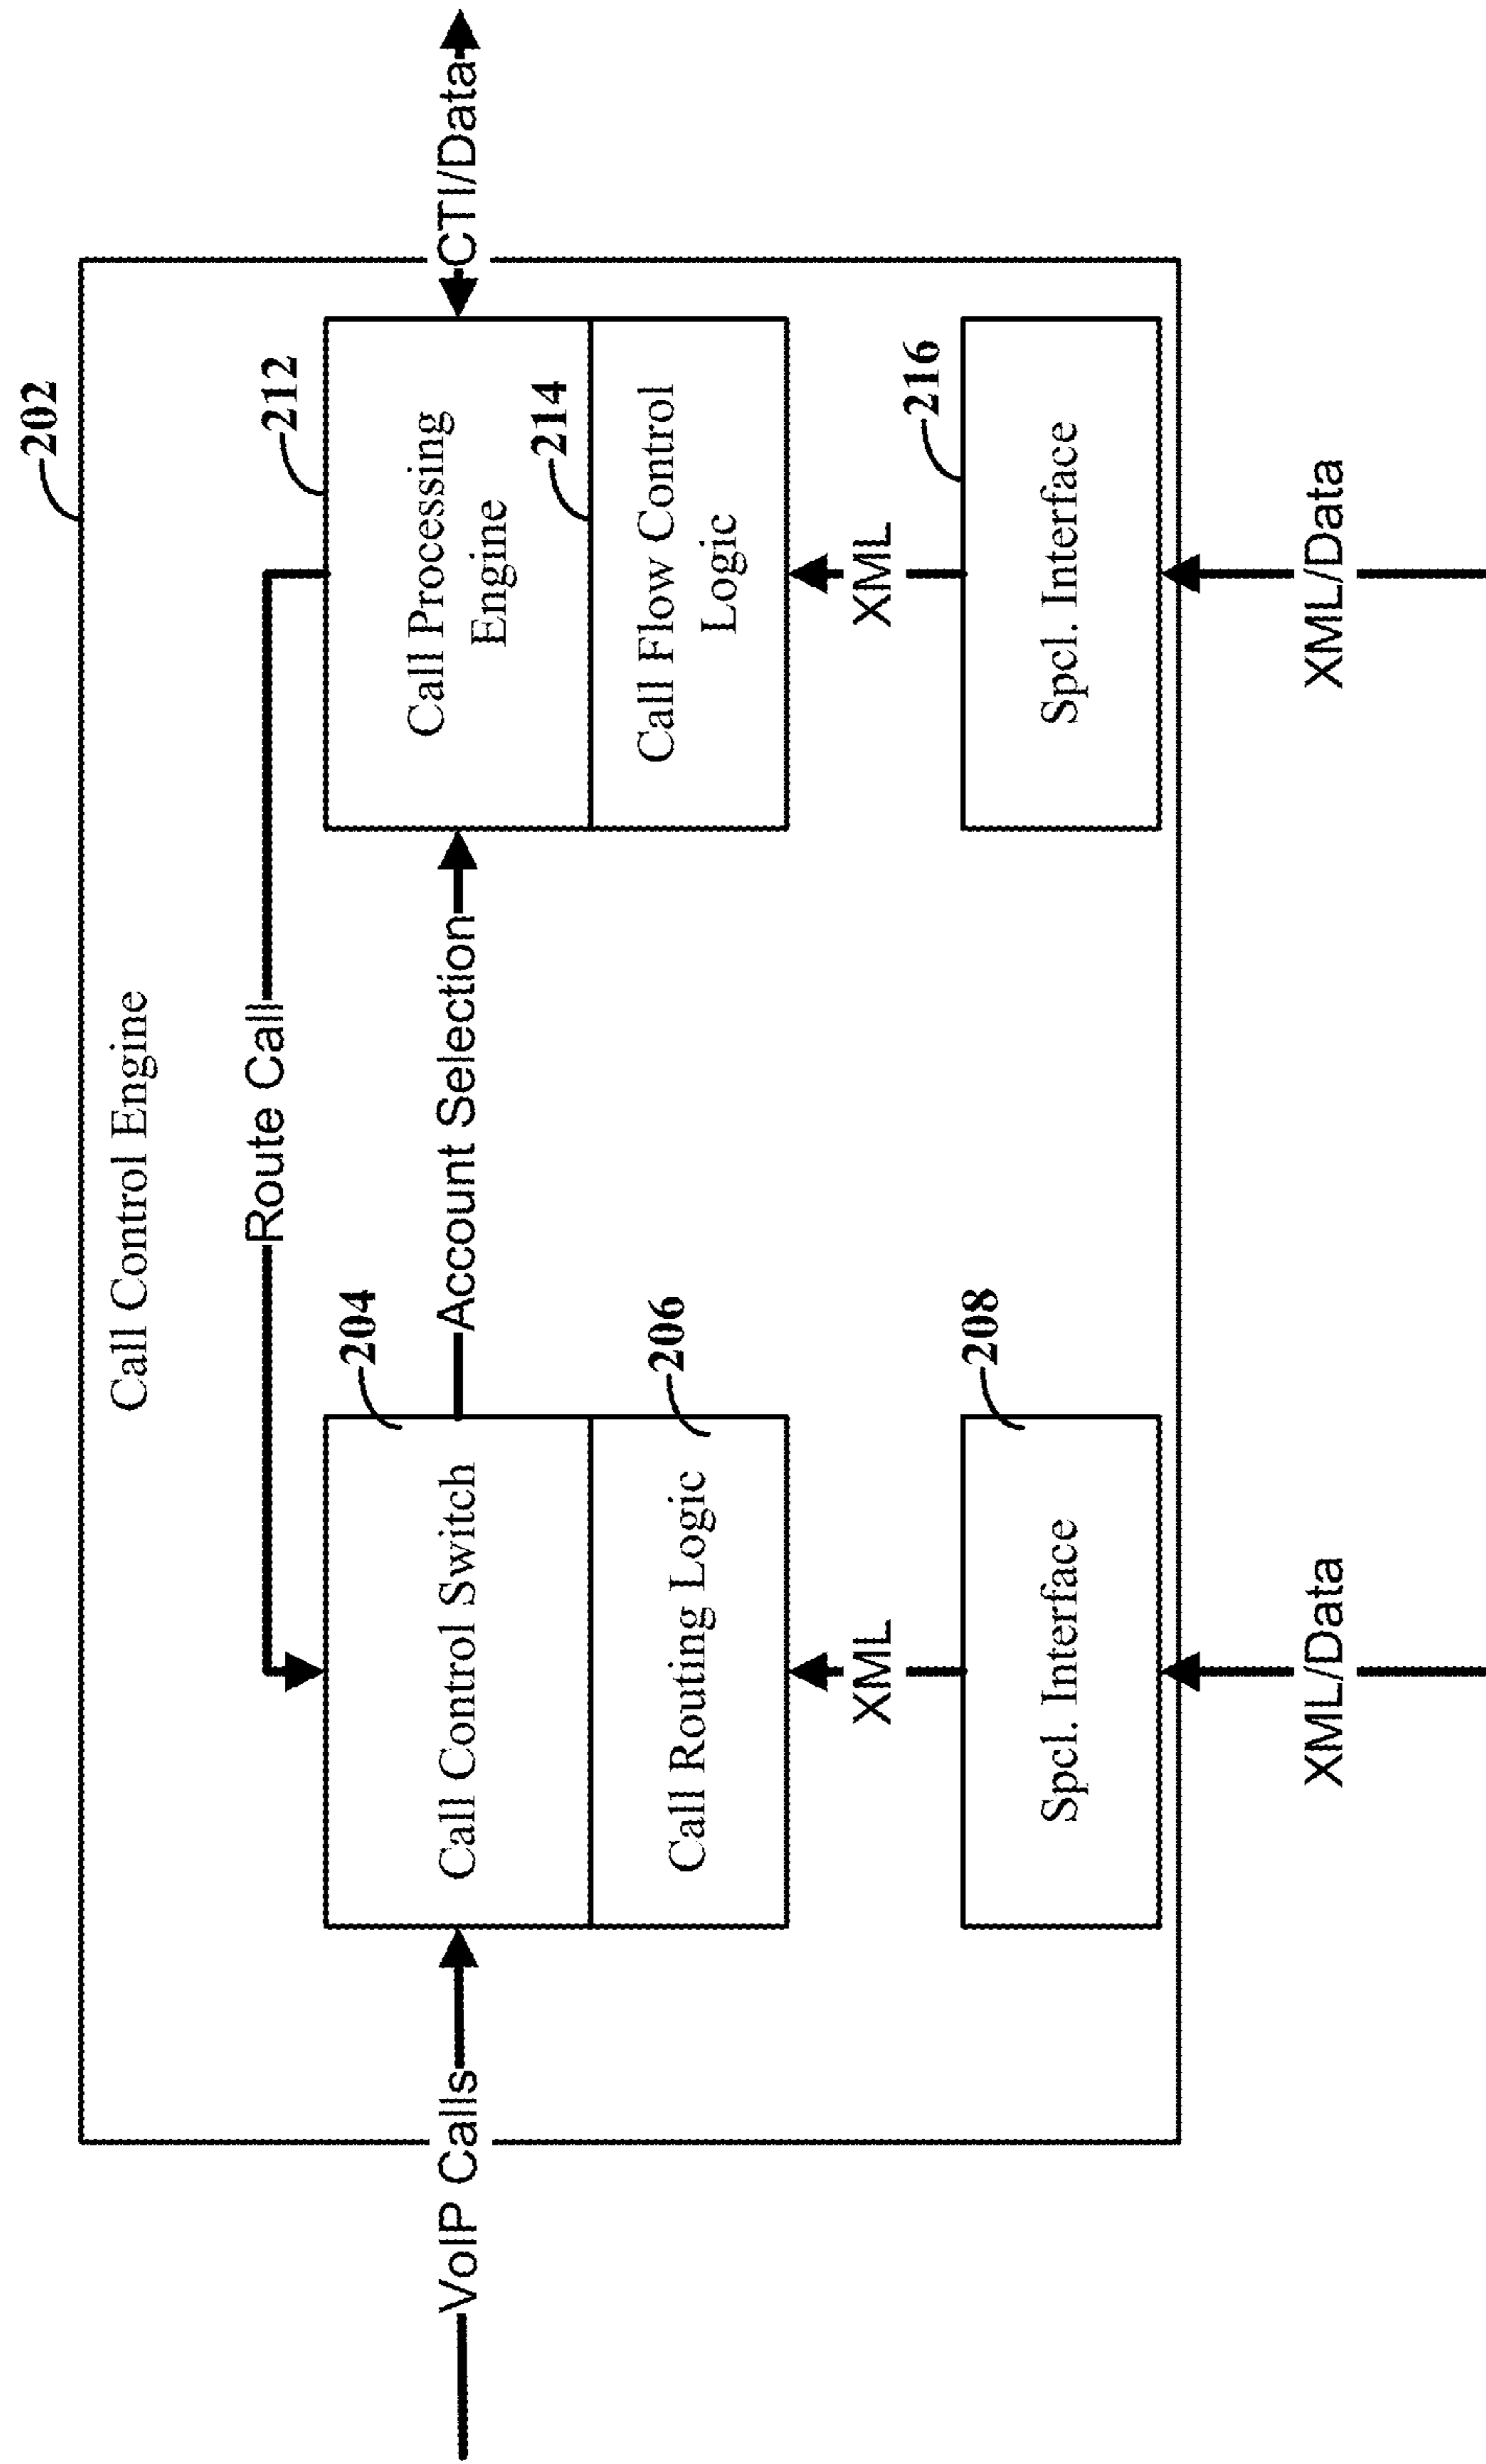 202
Call Control Engine
Route Call
212
204
VoIP Calls
Call Control Switch
Account Selection
Call Processing
Engine
CTI/Data
214
206
Call Routing Logic
Call Flow Control
Logic
XML
XML
208
216
Spcl. Interface
Spcl. Interface
XML/Data
XML/Data